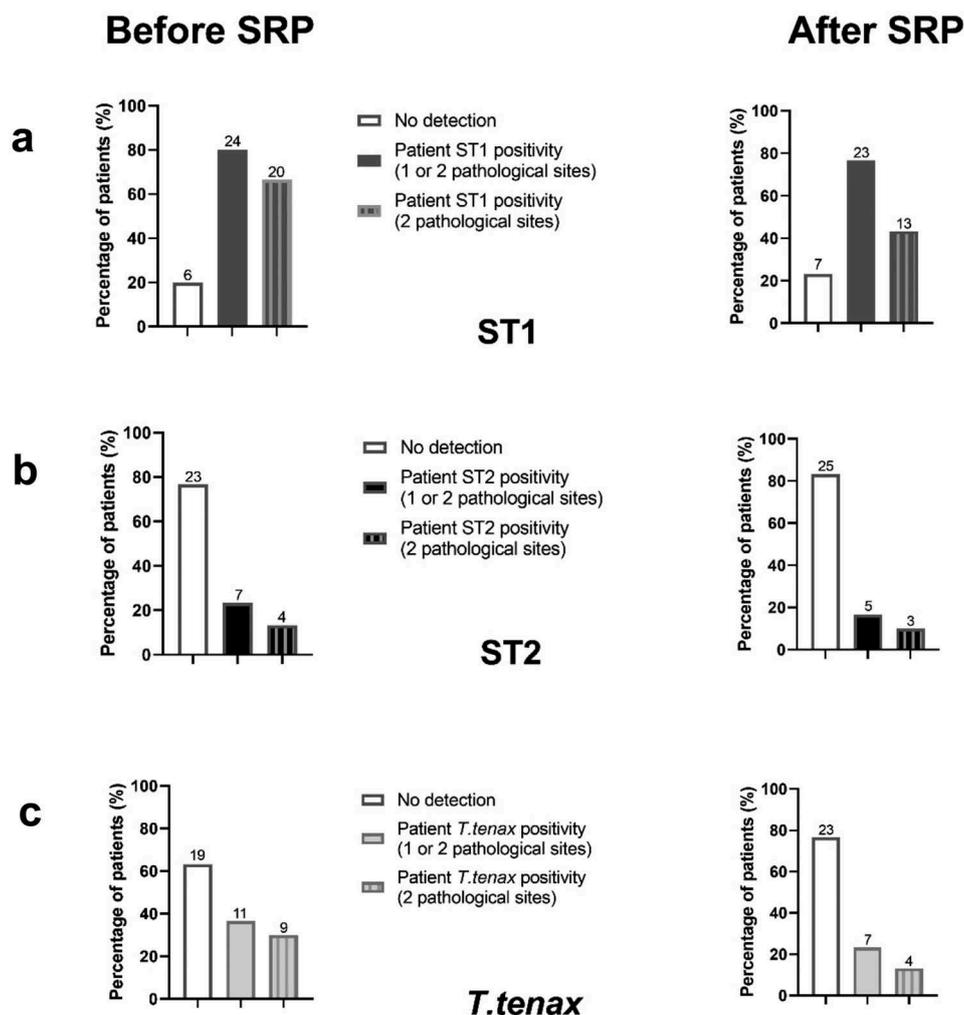 Before SRP
After SRP
a
Percentage of patients (%)
100
80
60
40
20
0
6
24
20
No detection
Patient ST1 positivity
(1 or 2 pathological sites)
Patient ST1 positivity
(2 pathological sites)
ST1
Percentage of patients (%)
100
80
60
40
20
0
7
23
13
b
Percentage of patients (%)
100
80
60
40
20
0
23
7
4
No detection
Patient ST2 positivity
(1 or 2 pathological sites)
Patient ST2 positivity
(2 pathological sites)
ST2
Percentage of patients (%)
100
80
60
40
20
0
25
5
3
c
Percentage of patients (%)
100
80
60
40
20
0
19
11
9
No detection
Patient T.tenax positivity
(1 or 2 pathological sites)
Patient T.tenax positivity
(2 pathological sites)
T.tenax
Percentage of patients (%)
100
80
60
40
20
0
23
7
4